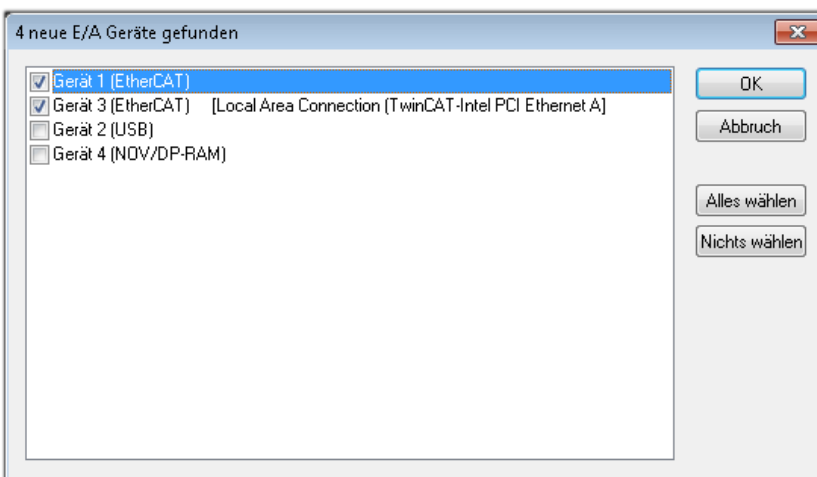 4 neue E/A Geräte gefunden
Gerät 1 (EtherCAT)
Gerät 3 (EtherCAT) [Local Area Connection (TwinCAT-Intel PCI Ethernet A]
Gerät 2 (USB)
Gerät 4 (NOV/DP-RAM)
OK
Abbruch
Alles wählen
Nichts wählen